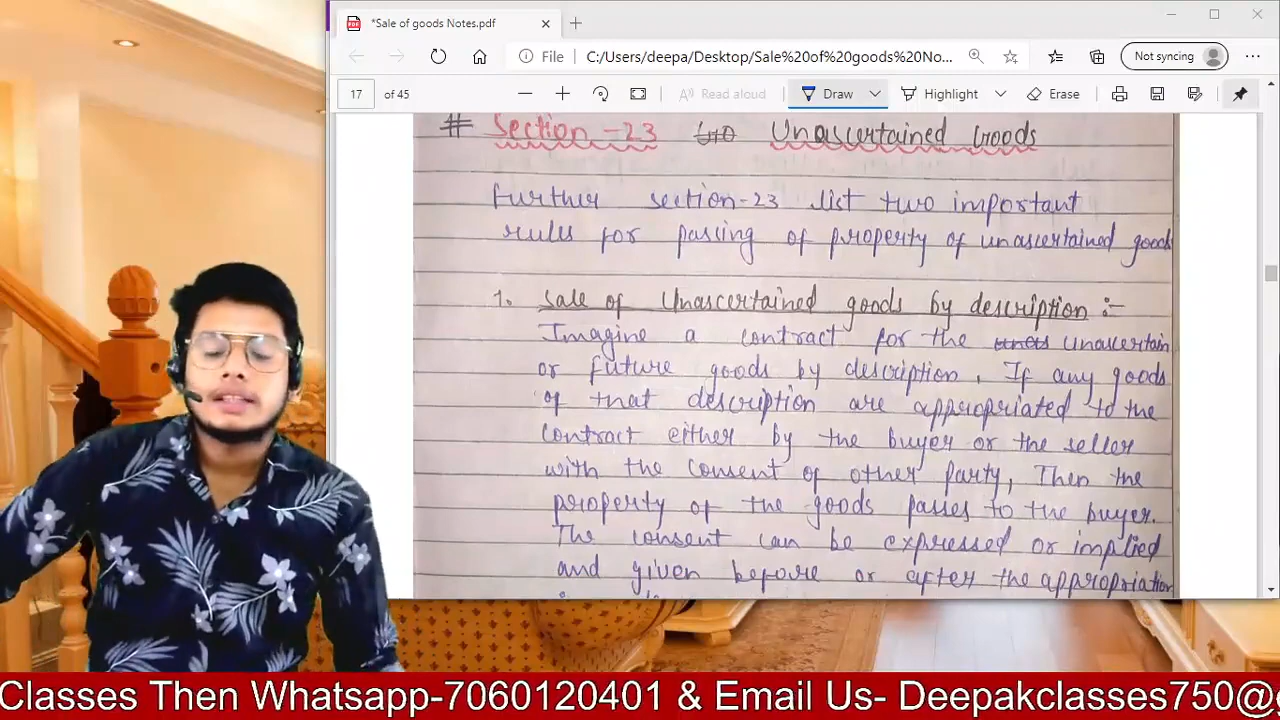 *Sale of goods Notes.pdf
File
C:/Users/deepa/Desktop/Sale%20of%20goods%20No...
Not syncing
17 of 45
Read aloud
Draw
Highlight
Erase
# Section-23 Unascertained Goods
Further section-23 list two important
rules for passing of property of unascertained goods
1. Sale of Unascertained goods by description :-
Imagine a contract for the unascertain
or future goods by description. If any goods
of that description are appropriated to the
contract either by the buyer or the seller
with the consent of other party, Then the
property of the goods passes to the buyer.
The consent can be expressed or implied
and given before or after the appropriation
Classes Then Whatsapp-7060120401 & Email Us- Deepakclasses750@